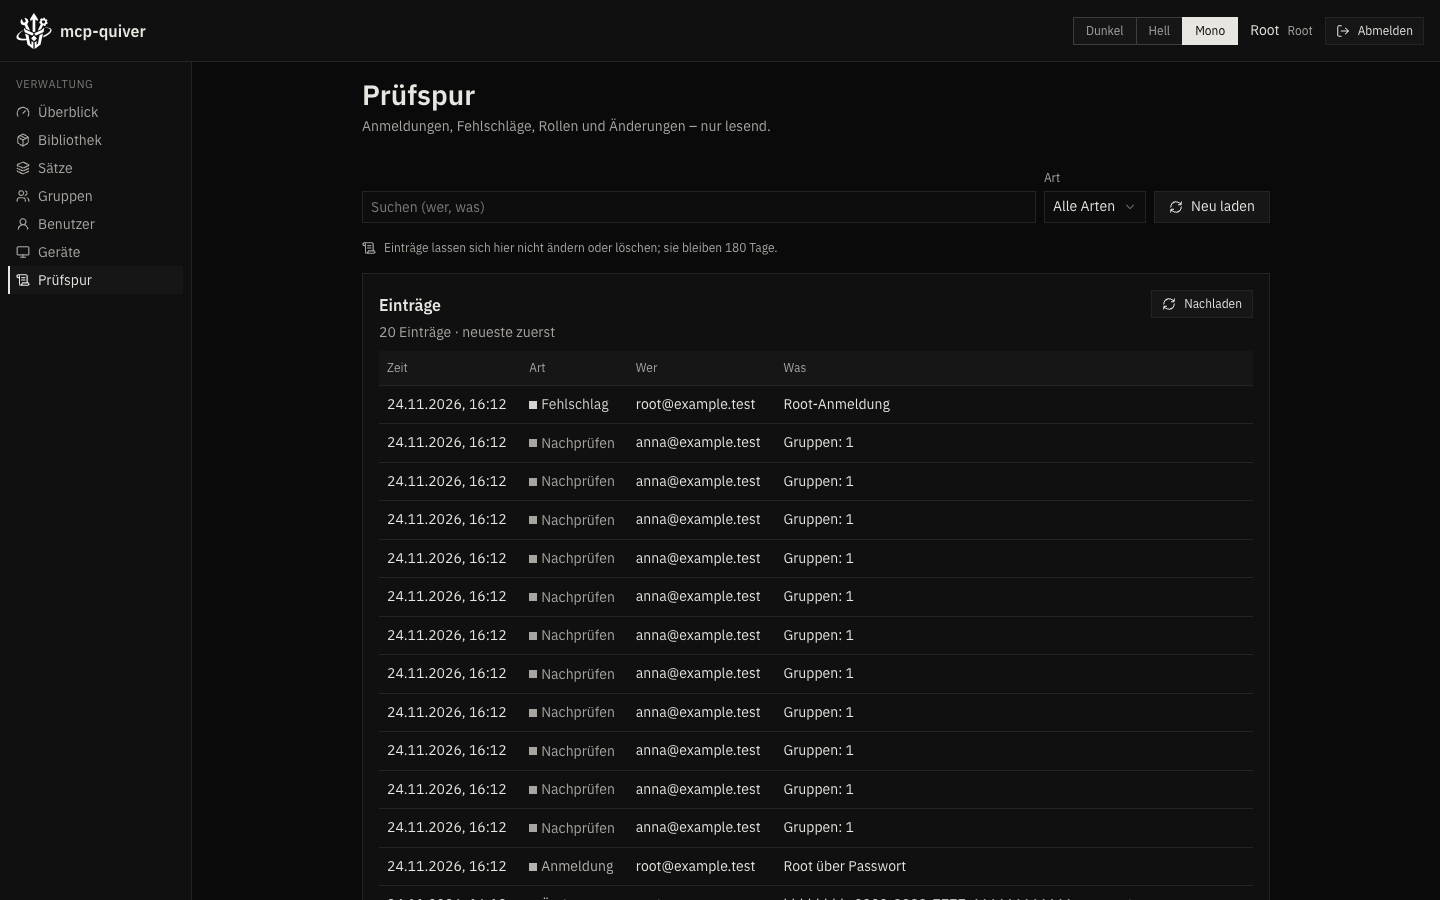 mcp-quiver
Dunkel Hell Mono Root Root Abmelden
VERWALTUNG
Überblick
Bibliothek
Sätze
Gruppen
Benutzer
Geräte
Prüfspur
Prüfspur
Anmeldungen, Fehlschläge, Rollen und Änderungen – nur lesend.
Art
Suchen (wer, was) Alle Arten Neu laden
Einträge lassen sich hier nicht ändern oder löschen; sie bleiben 180 Tage.
Einträge Nachladen
20 Einträge · neueste zuerst
Zeit Art Wer Was
24.11.2026, 16:12 Fehlschlag root@example.test Root-Anmeldung
24.11.2026, 16:12 Nachprüfen anna@example.test Gruppen: 1
24.11.2026, 16:12 Nachprüfen anna@example.test Gruppen: 1
24.11.2026, 16:12 Nachprüfen anna@example.test Gruppen: 1
24.11.2026, 16:12 Nachprüfen anna@example.test Gruppen: 1
24.11.2026, 16:12 Nachprüfen anna@example.test Gruppen: 1
24.11.2026, 16:12 Nachprüfen anna@example.test Gruppen: 1
24.11.2026, 16:12 Nachprüfen anna@example.test Gruppen: 1
24.11.2026, 16:12 Nachprüfen anna@example.test Gruppen: 1
24.11.2026, 16:12 Nachprüfen anna@example.test Gruppen: 1
24.11.2026, 16:12 Nachprüfen anna@example.test Gruppen: 1
24.11.2026, 16:12 Nachprüfen anna@example.test Gruppen: 1
24.11.2026, 16:12 Anmeldung root@example.test Root über Passwort